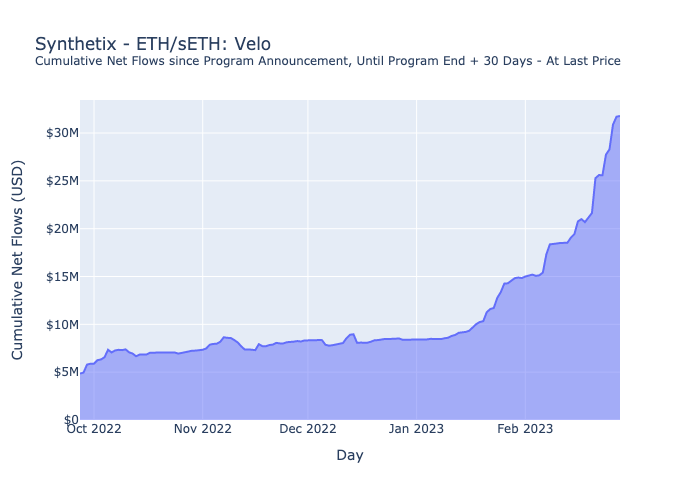 Synthetix - ETH/sETH: Velo
Cumulative Net Flows since Program Announcement, Until Program End + 30 Days - At Last Price
Cumulative Net Flows (USD)
$30M
$25M
$20M
$15M
$10M
$5M
$0
Oct 2022 Nov 2022 Dec 2022 Jan 2023 Feb 2023
Day